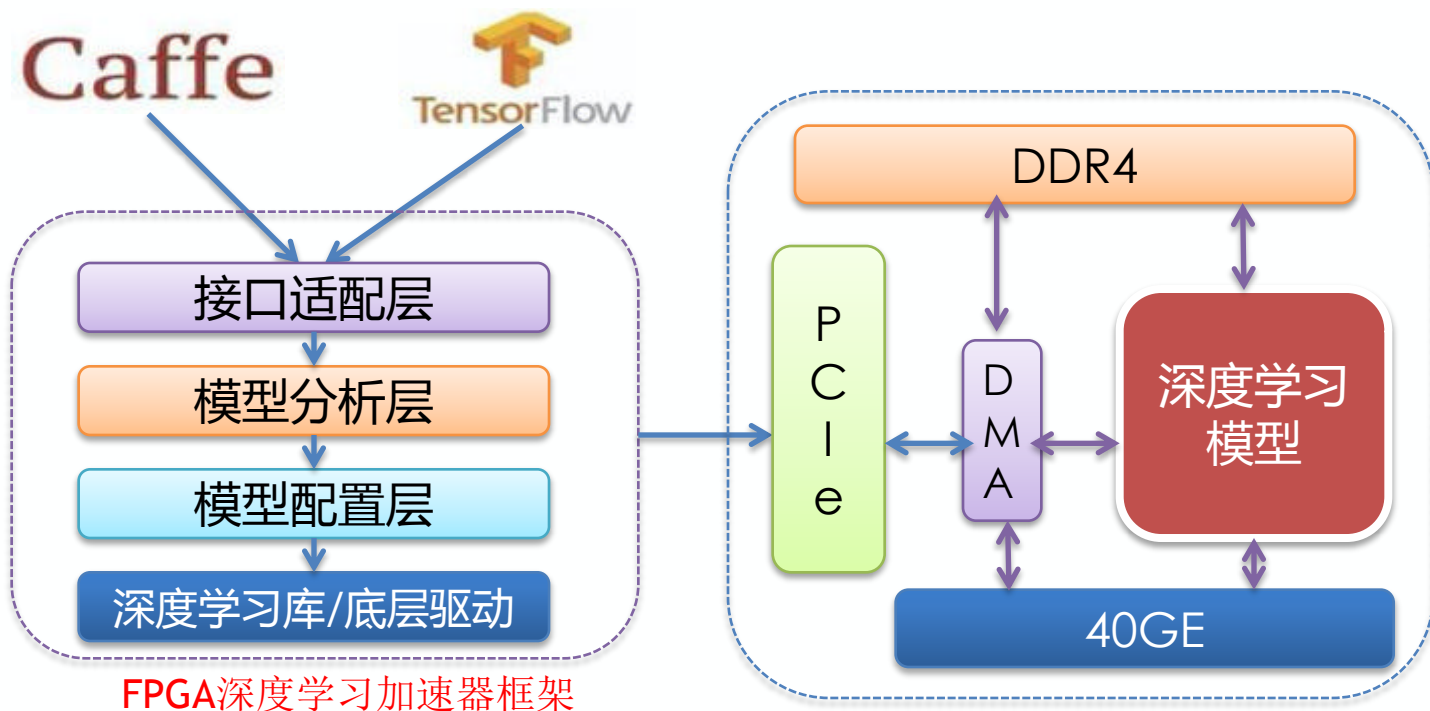 Caffe
TensorFlow
接口适配层
模型分析层
模型配置层
深度学习库/底层驱动
FPGA深度学习加速器框架
DDR4
PCIe
DMA
深度学习
模型
40GE